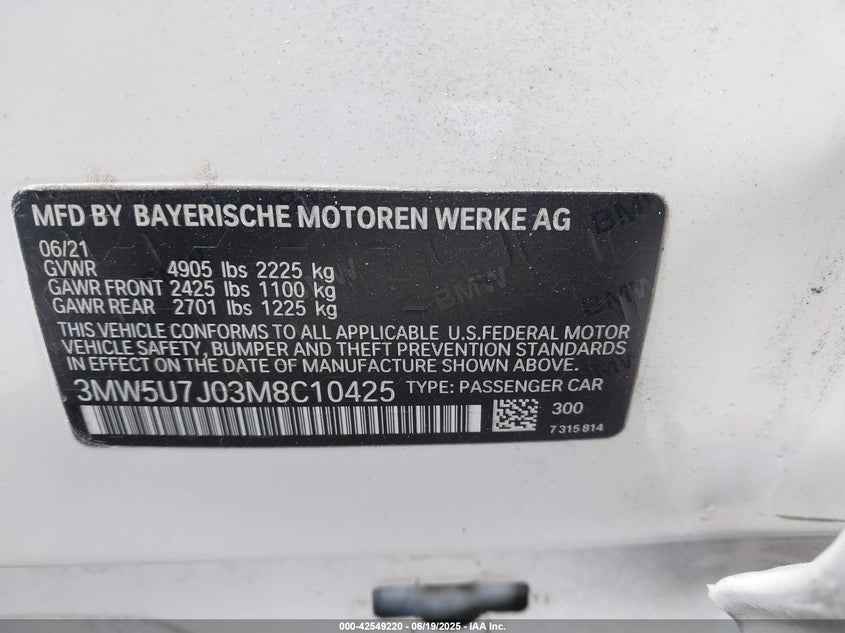 MFD BY BAYERISCHE MOTOREN WERKE AG
06/21
GVWR 4905 lbs 2225 kg
GAWR FRONT 2425 lbs 1100 kg
GAWR REAR 2701 lbs 1225 kg
THIS VEHICLE CONFORMS TO ALL APPLICABLE U.S.FEDERAL MOTOR
VEHICLE SAFETY, BUMPER AND THEFT PREVENTION STANDARDS
IN EFFECT ON THE DATE OF MANUFACTURE SHOWN ABOVE.
3MW5U7J03M8C10425 TYPE: PASSENGER CAR
300
7 315 814
BMW
BMW
BMW
000-42549220 - 06/19/2025 - IAA Inc.